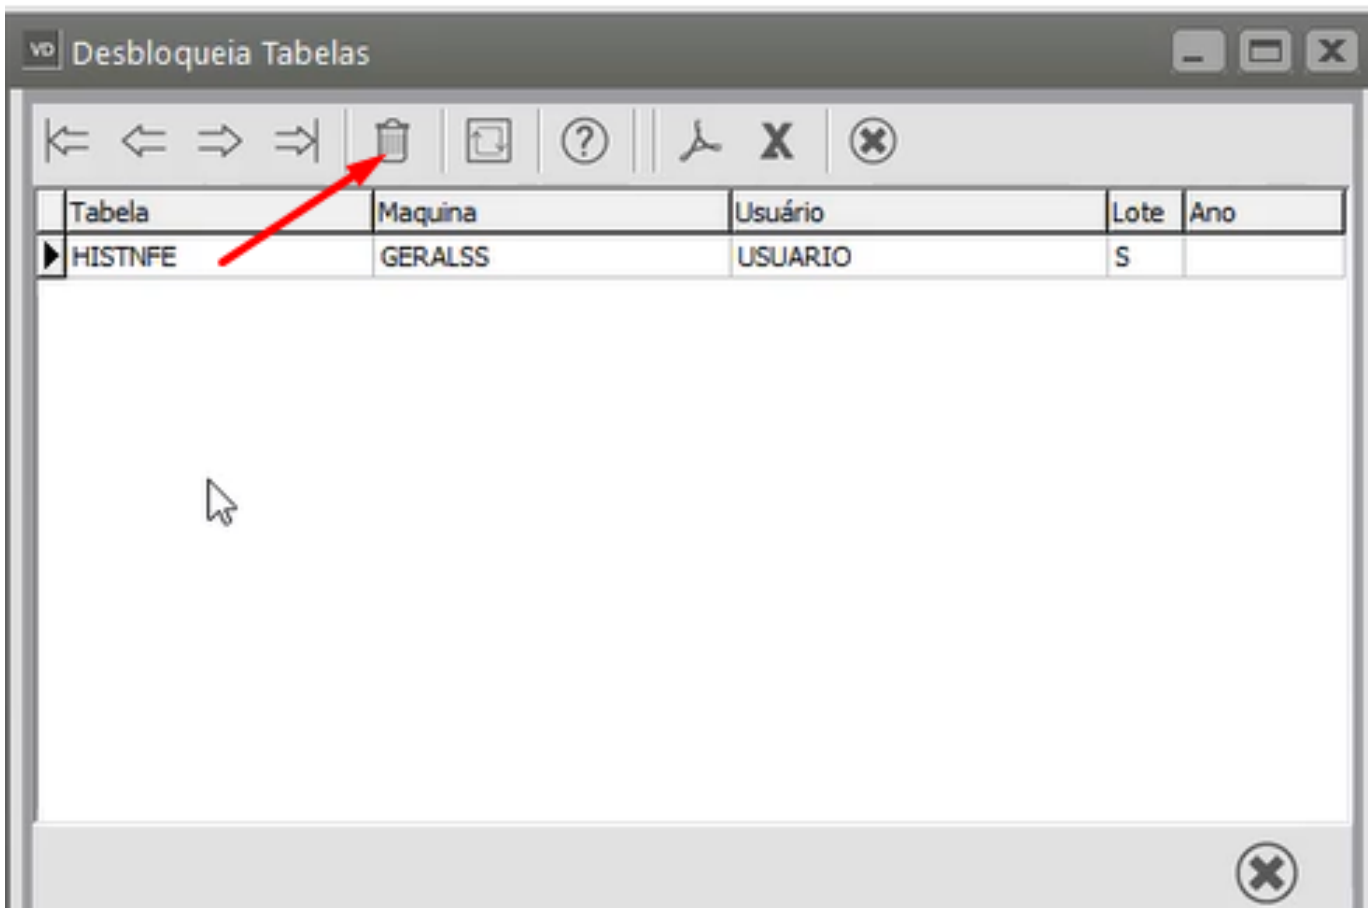 VD Desbloqueia Tabelas
Tabela Maquina Usuário Lote Ano
HISTNFE GERALSS USUARIO S